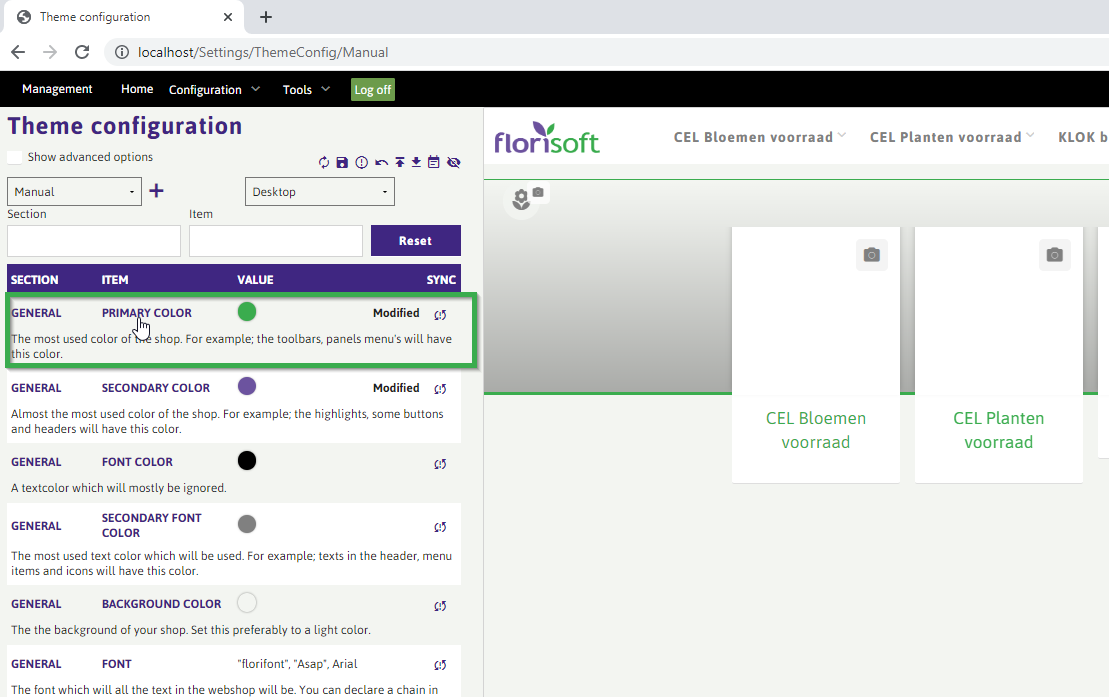 Theme configuration
localhost/Settings/ThemeConfig/Manual
Management Home Configuration Tools Log off
Theme configuration
Show advanced options
Manual Desktop
Section Item
Reset
SECTION ITEM VALUE SYNC
GENERAL PRIMARY COLOR Modified
The most used color of the shop. For example; the toolbars, panels menu's will have
this color.
GENERAL SECONDARY COLOR Modified
Almost the most used color of the shop. For example; the highlights, some buttons
and headers will have this color.
GENERAL FONT COLOR
A textcolor which will mostly be ignored.
GENERAL SECONDARY FONT
COLOR
The most used text color which will be used. For example; texts in the header, menu
items and icons will have this color.
GENERAL BACKGROUND COLOR
The the background of your shop. Set this preferably to a light color.
GENERAL FONT "florifont", "Asap", Arial
The font which will all the text in the webshop will be. You can declare a chain in
florisoft
CEL Bloemen voorraad CEL Planten voorraad KLOK b
CEL Bloemen
voorraad
CEL Planten
voorraad